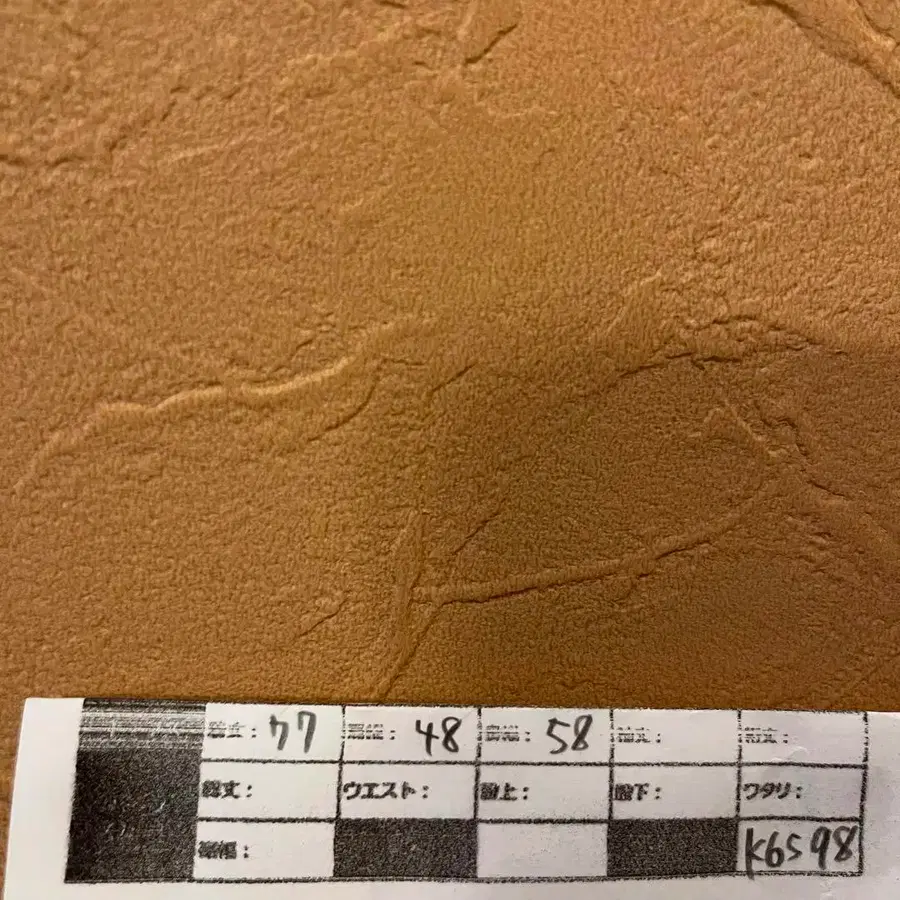 着丈：77 肩幅：48 身幅：58 袖丈： 裄丈：
総丈： ウエスト： 股上： 股下： ワタリ：
裾幅： K6598